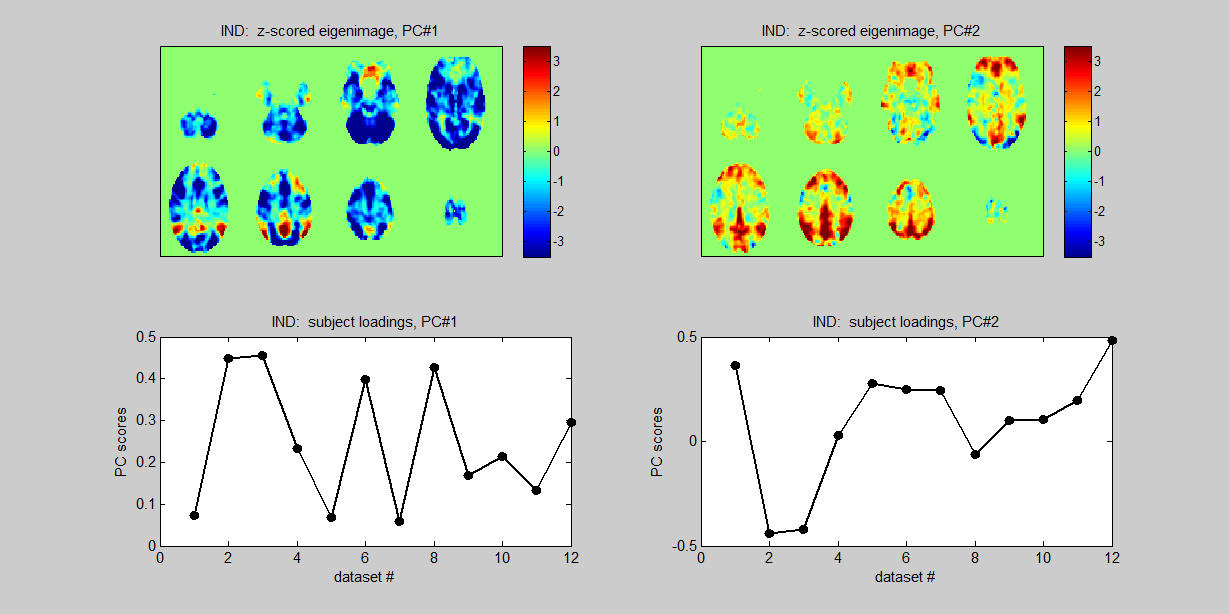 IND:  z-scored eigenimage, PC#1
3
2
1
0
-1
-2
-3
IND:  z-scored eigenimage, PC#2
3
2
1
0
-1
-2
-3
IND:  subject loadings, PC#1
PC scores
0.5
0.4
0.3
0.2
0.1
0
0 2 4 6 8 10 12
dataset #
IND:  subject loadings, PC#2
PC scores
0.5
0
-0.5
0 2 4 6 8 10 12
dataset #